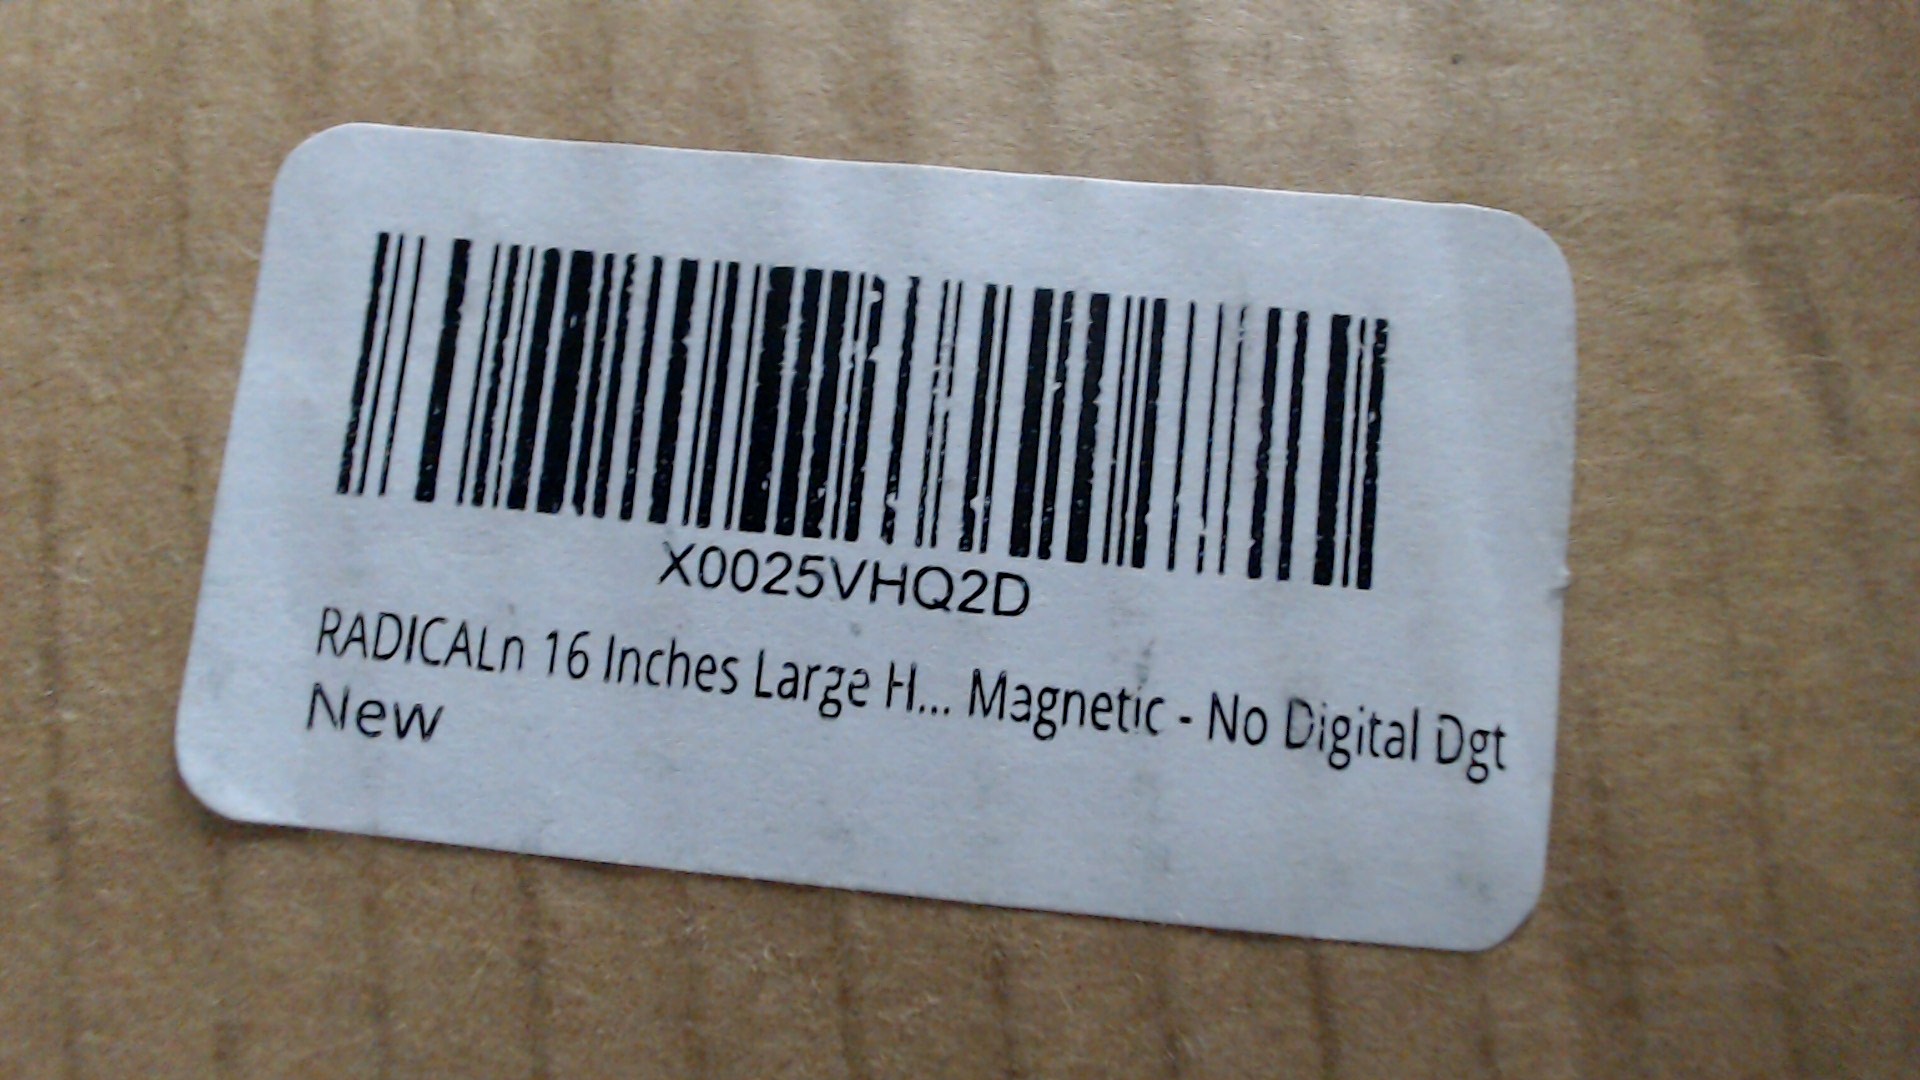 X0025VHQ2D
RADICALn 16 Inches Large H... Magnetic - No Digital Dgt
New